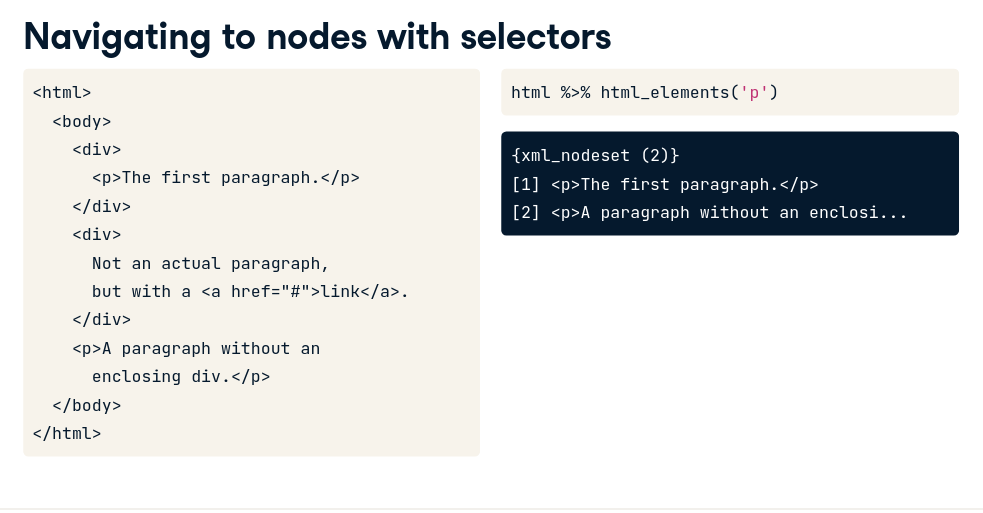 Navigating to nodes with selectors
<html>
  <body>
    <div>
      <p>The first paragraph.</p>
    </div>
    <div>
      Not an actual paragraph,
      but with a <a href="#">link</a>.
    </div>
    <p>A paragraph without an
      enclosing div.</p>
  </body>
</html>
html %>% html_elements('p')
{xml_nodeset (2)}
[1] <p>The first paragraph.</p>
[2] <p>A paragraph without an enclosi...